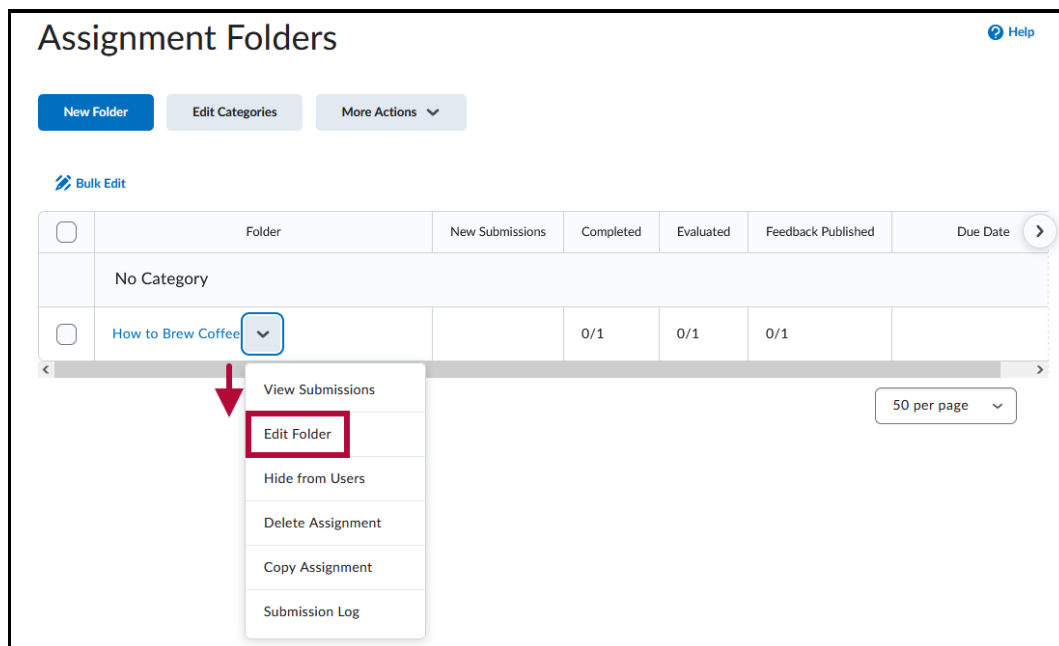 Assignment Folders
Help
New Folder
Edit Categories
More Actions
Bulk Edit
Folder New Submissions Completed Evaluated Feedback Published Due Date
No Category
How to Brew Coffee 0/1 0/1 0/1
View Submissions
50 per page
Edit Folder
Hide from Users
Delete Assignment
Copy Assignment
Submission Log